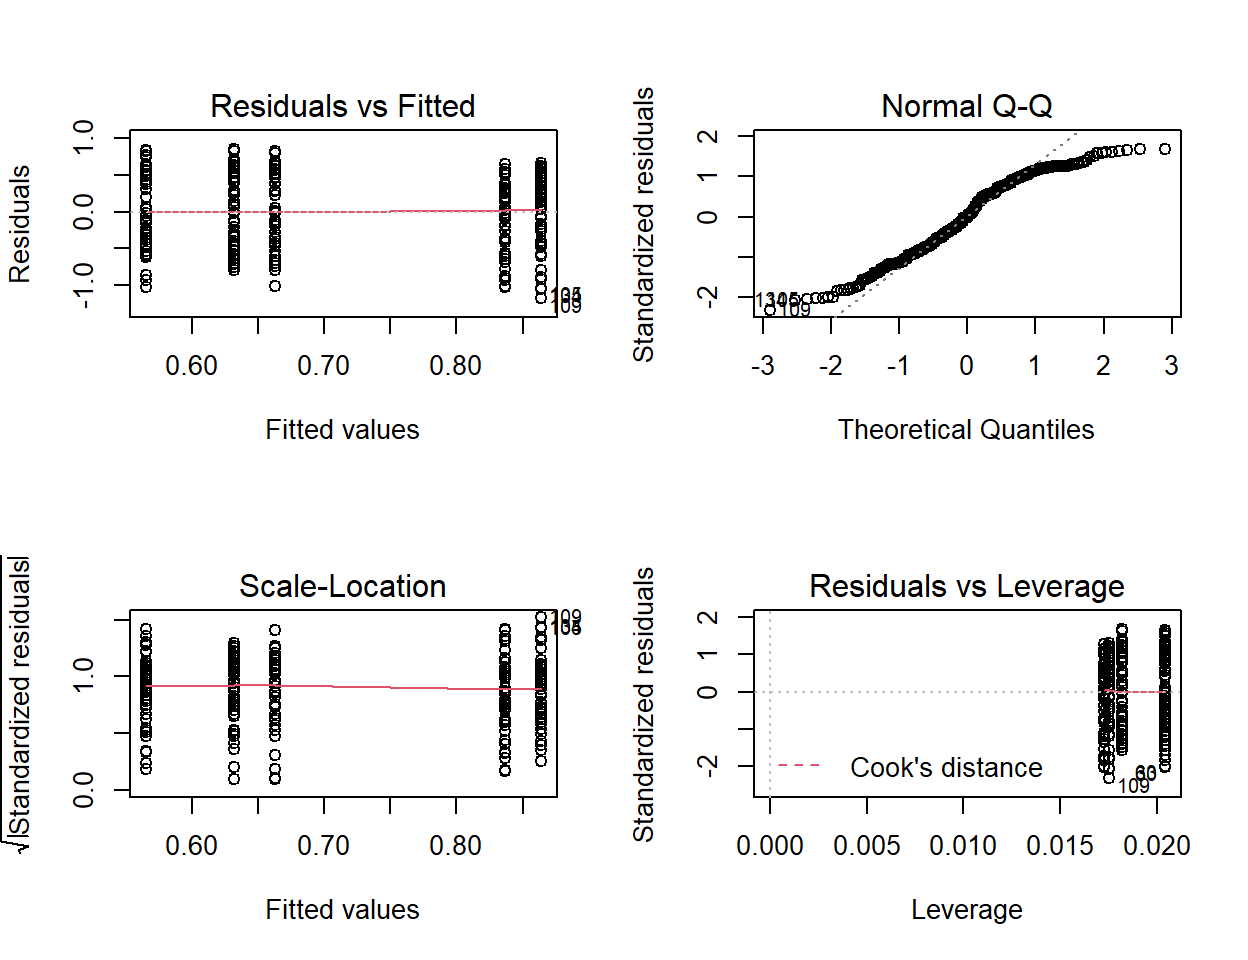 Residuals vs Fitted
Residuals
1.0
0.0
-1.0
109
0.60
0.70
0.80
Fitted values
Normal Q-Q
Standardized residuals
2
1
0
-2
109
-3
-2
-1
0
1
2
3
Theoretical Quantiles
Scale-Location
√|Standardized residuals|
1.0
0.0
109
0.60
0.70
0.80
Fitted values
Residuals vs Leverage
Standardized residuals
2
1
0
-2
Cook's distance
109
0.000
0.005
0.010
0.015
0.020
Leverage